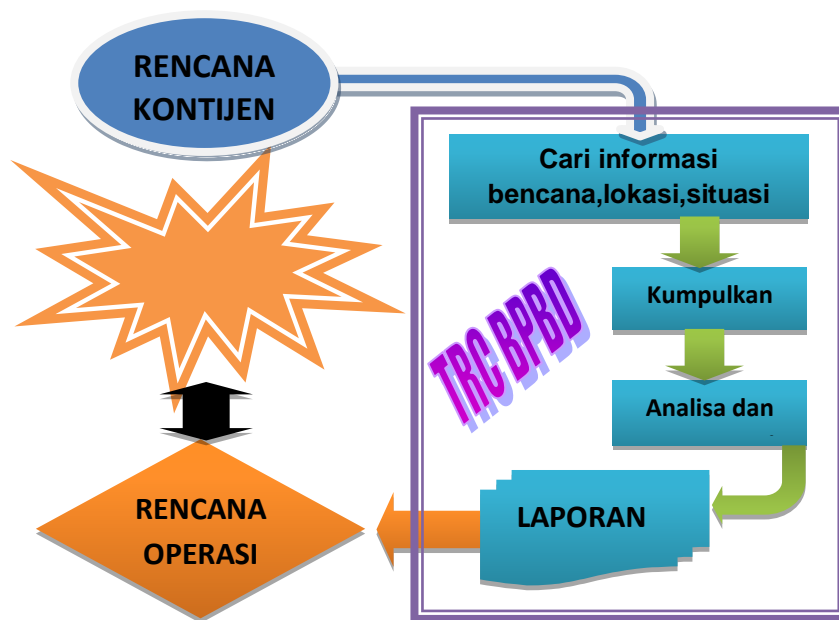 RENCANA
KONTIJEN
Cari informasi
bencana,lokasi,situasi
Kumpulkan
TRC BPBD
Analisa dan
LAPORAN
RENCANA
OPERASI